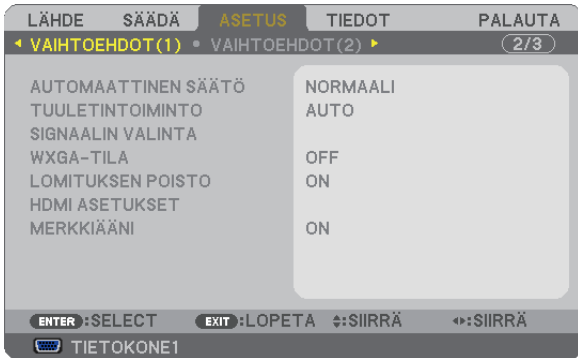 LÄHDE SÄÄDÄ ASETUS TIEDOT PALAUTA
VAIHTOEHDOT(1) • VAIHTOEHDOT(2) 2/3
AUTOMAATTINEN SÄÄTÖ NORMAALI
TUULETINTOIMINTO AUTO
SIGNAALIN VALINTA
WXGA-TILA OFF
LOMITUKSEN POISTO ON
HDMI ASETUKSET
MERKKIÄÄNI ON
ENTER :SELECT EXIT :LOPETA :SIIRRÄ :SIIRRÄ
TIETOKONE1